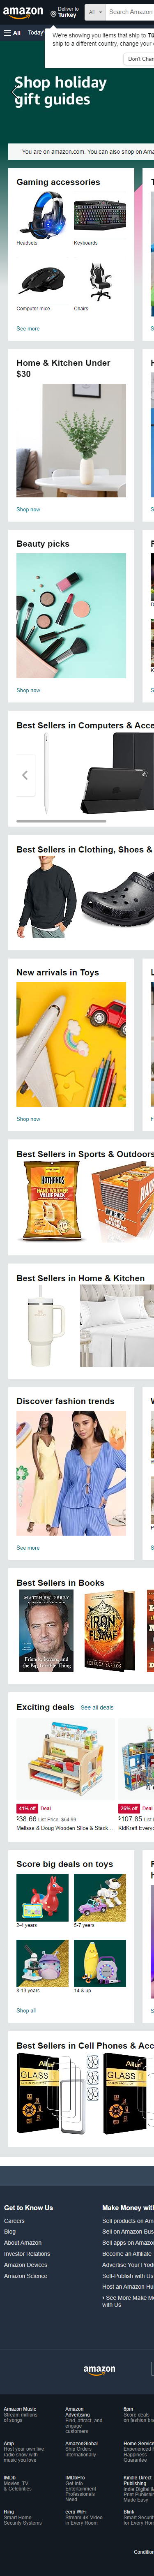 amazon
Deliver to
Turkey
All
Search Amazon
All
Today'
We're showing you items that ship to Tu
ship to a different country, change your
Don't Chan
Shop holiday
gift guides
You are on amazon.com. You can also shop on Ama
Gaming accessories
Headsets
Keyboards
Computer mice
Chairs
See more
Home & Kitchen Under
$30
Shop now
Beauty picks
Shop now
Best Sellers in Computers & Acce
Best Sellers in Clothing, Shoes &
New arrivals in Toys
Shop now
Best Sellers in Sports & Outdoors
HOTHANDS
HAND WARMER
VALUE PACK
Best Sellers in Home & Kitchen
Discover fashion trends
See more
Best Sellers in Books
MATTHEW PERRY
Friends, Lovers, and
the Big Terrible Thing
IRON
FLAME
REBECCA YARROS
Exciting deals
See all deals
41% off
Deal
$38.66 List Price: $64.99
Melissa & Doug Wooden Slice & Stack...
26% off
Deal
$107.85 List
KidKraft Every
Score big deals on toys
2-4 years
5-7 years
8-13 years
14 & up
Shop all
Best Sellers in Cell Phones & Acc
GLASS
GLASS
Get to Know Us
Careers
Blog
About Amazon
Investor Relations
Amazon Devices
Amazon Science
Make Money with
Sell products on Am
Sell on Amazon Bus
Sell apps on Amazon
Become an Affiliate
Advertise Your Prod
Self-Publish with Us
Host an Amazon Hu
› See More Make Mo
with Us
amazon
Amazon Music
Stream millions
of songs
Amazon
Advertising
Find, attract, and
engage
customers
6pm
Score deals
on fashion bra
Amp
Host your own live
radio show with
music you love
AmazonGlobal
Ship Orders
Internationally
Home Service
Experienced
Happiness
Guarantee
IMDb
Movies, TV
& Celebrities
IMDbPro
Get Info
Entertainment
Professionals
Need
Kindle Direct
Publishing
Indie Digital &
Print Publishing
Made Easy
Ring
Smart Home
Security Systems
eero WiFi
Stream 4K Video
in Every Room
Blink
Smart Security
for Every Hom
Condition